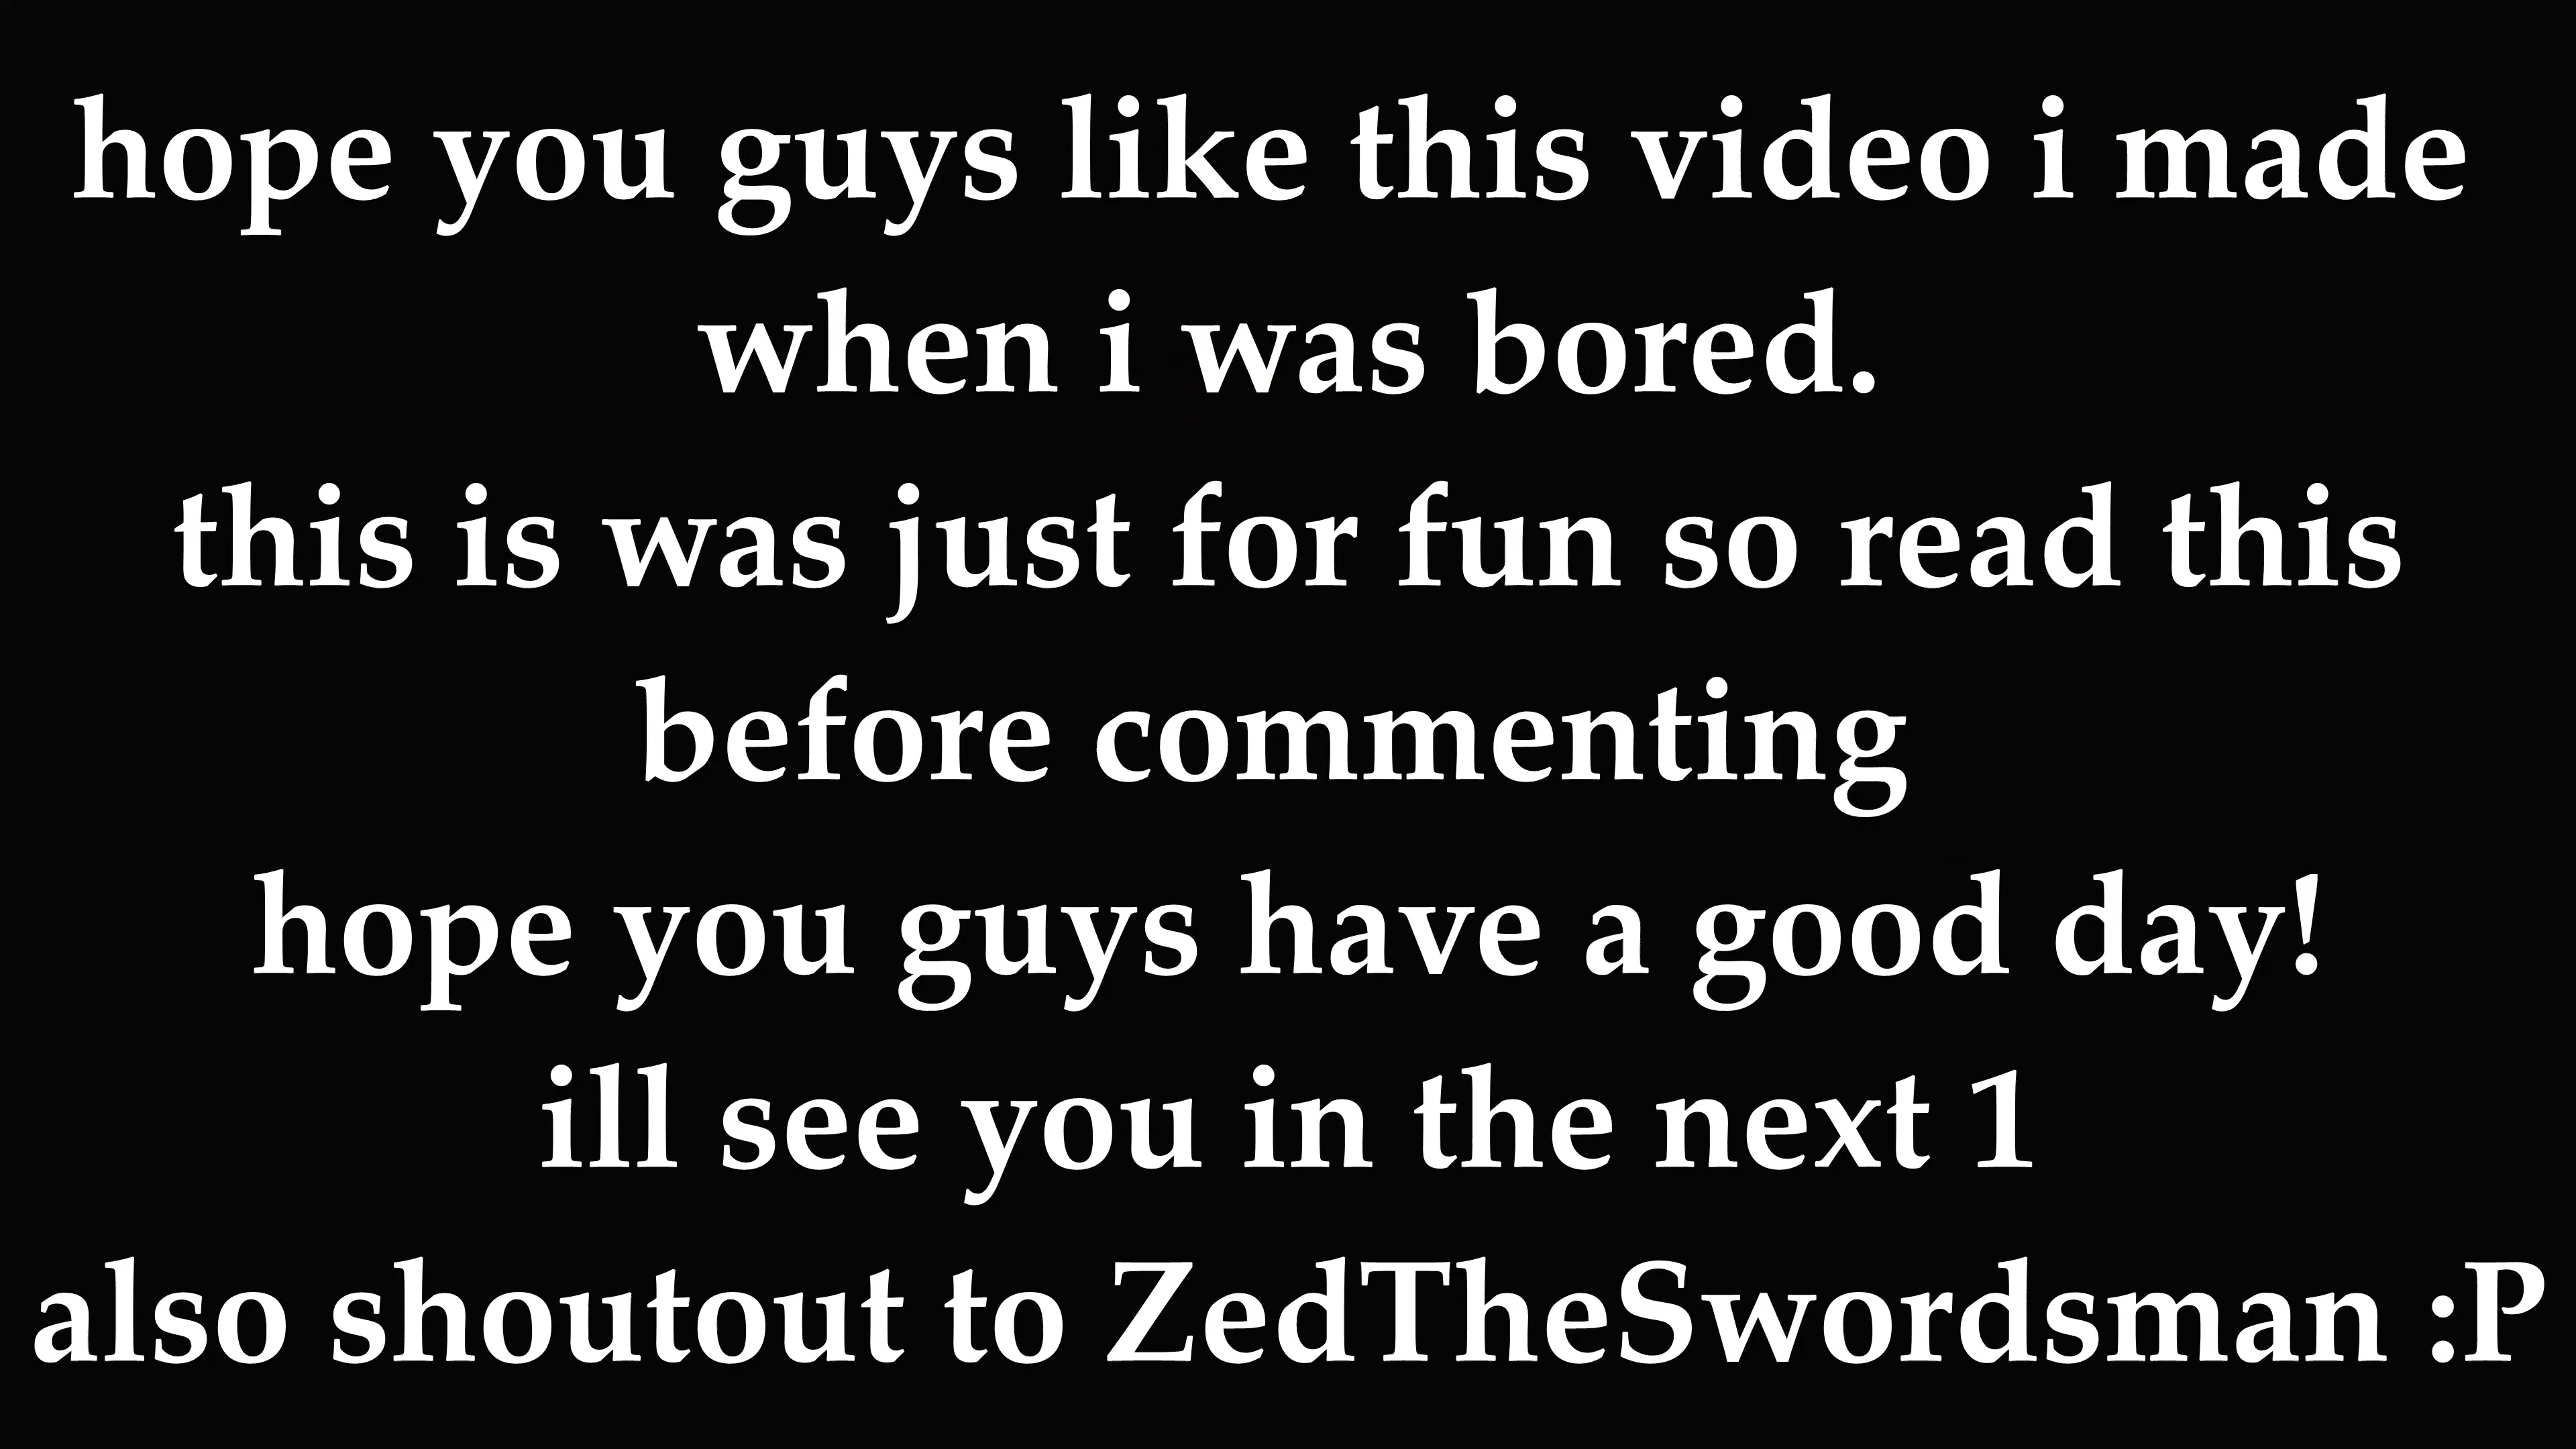 hope you guys like this video i made
when i was bored.
this is was just for fun so read this
before commenting
hope you guys have a good day!
ill see you in the next 1
also shoutout to ZedTheSwordsman :P